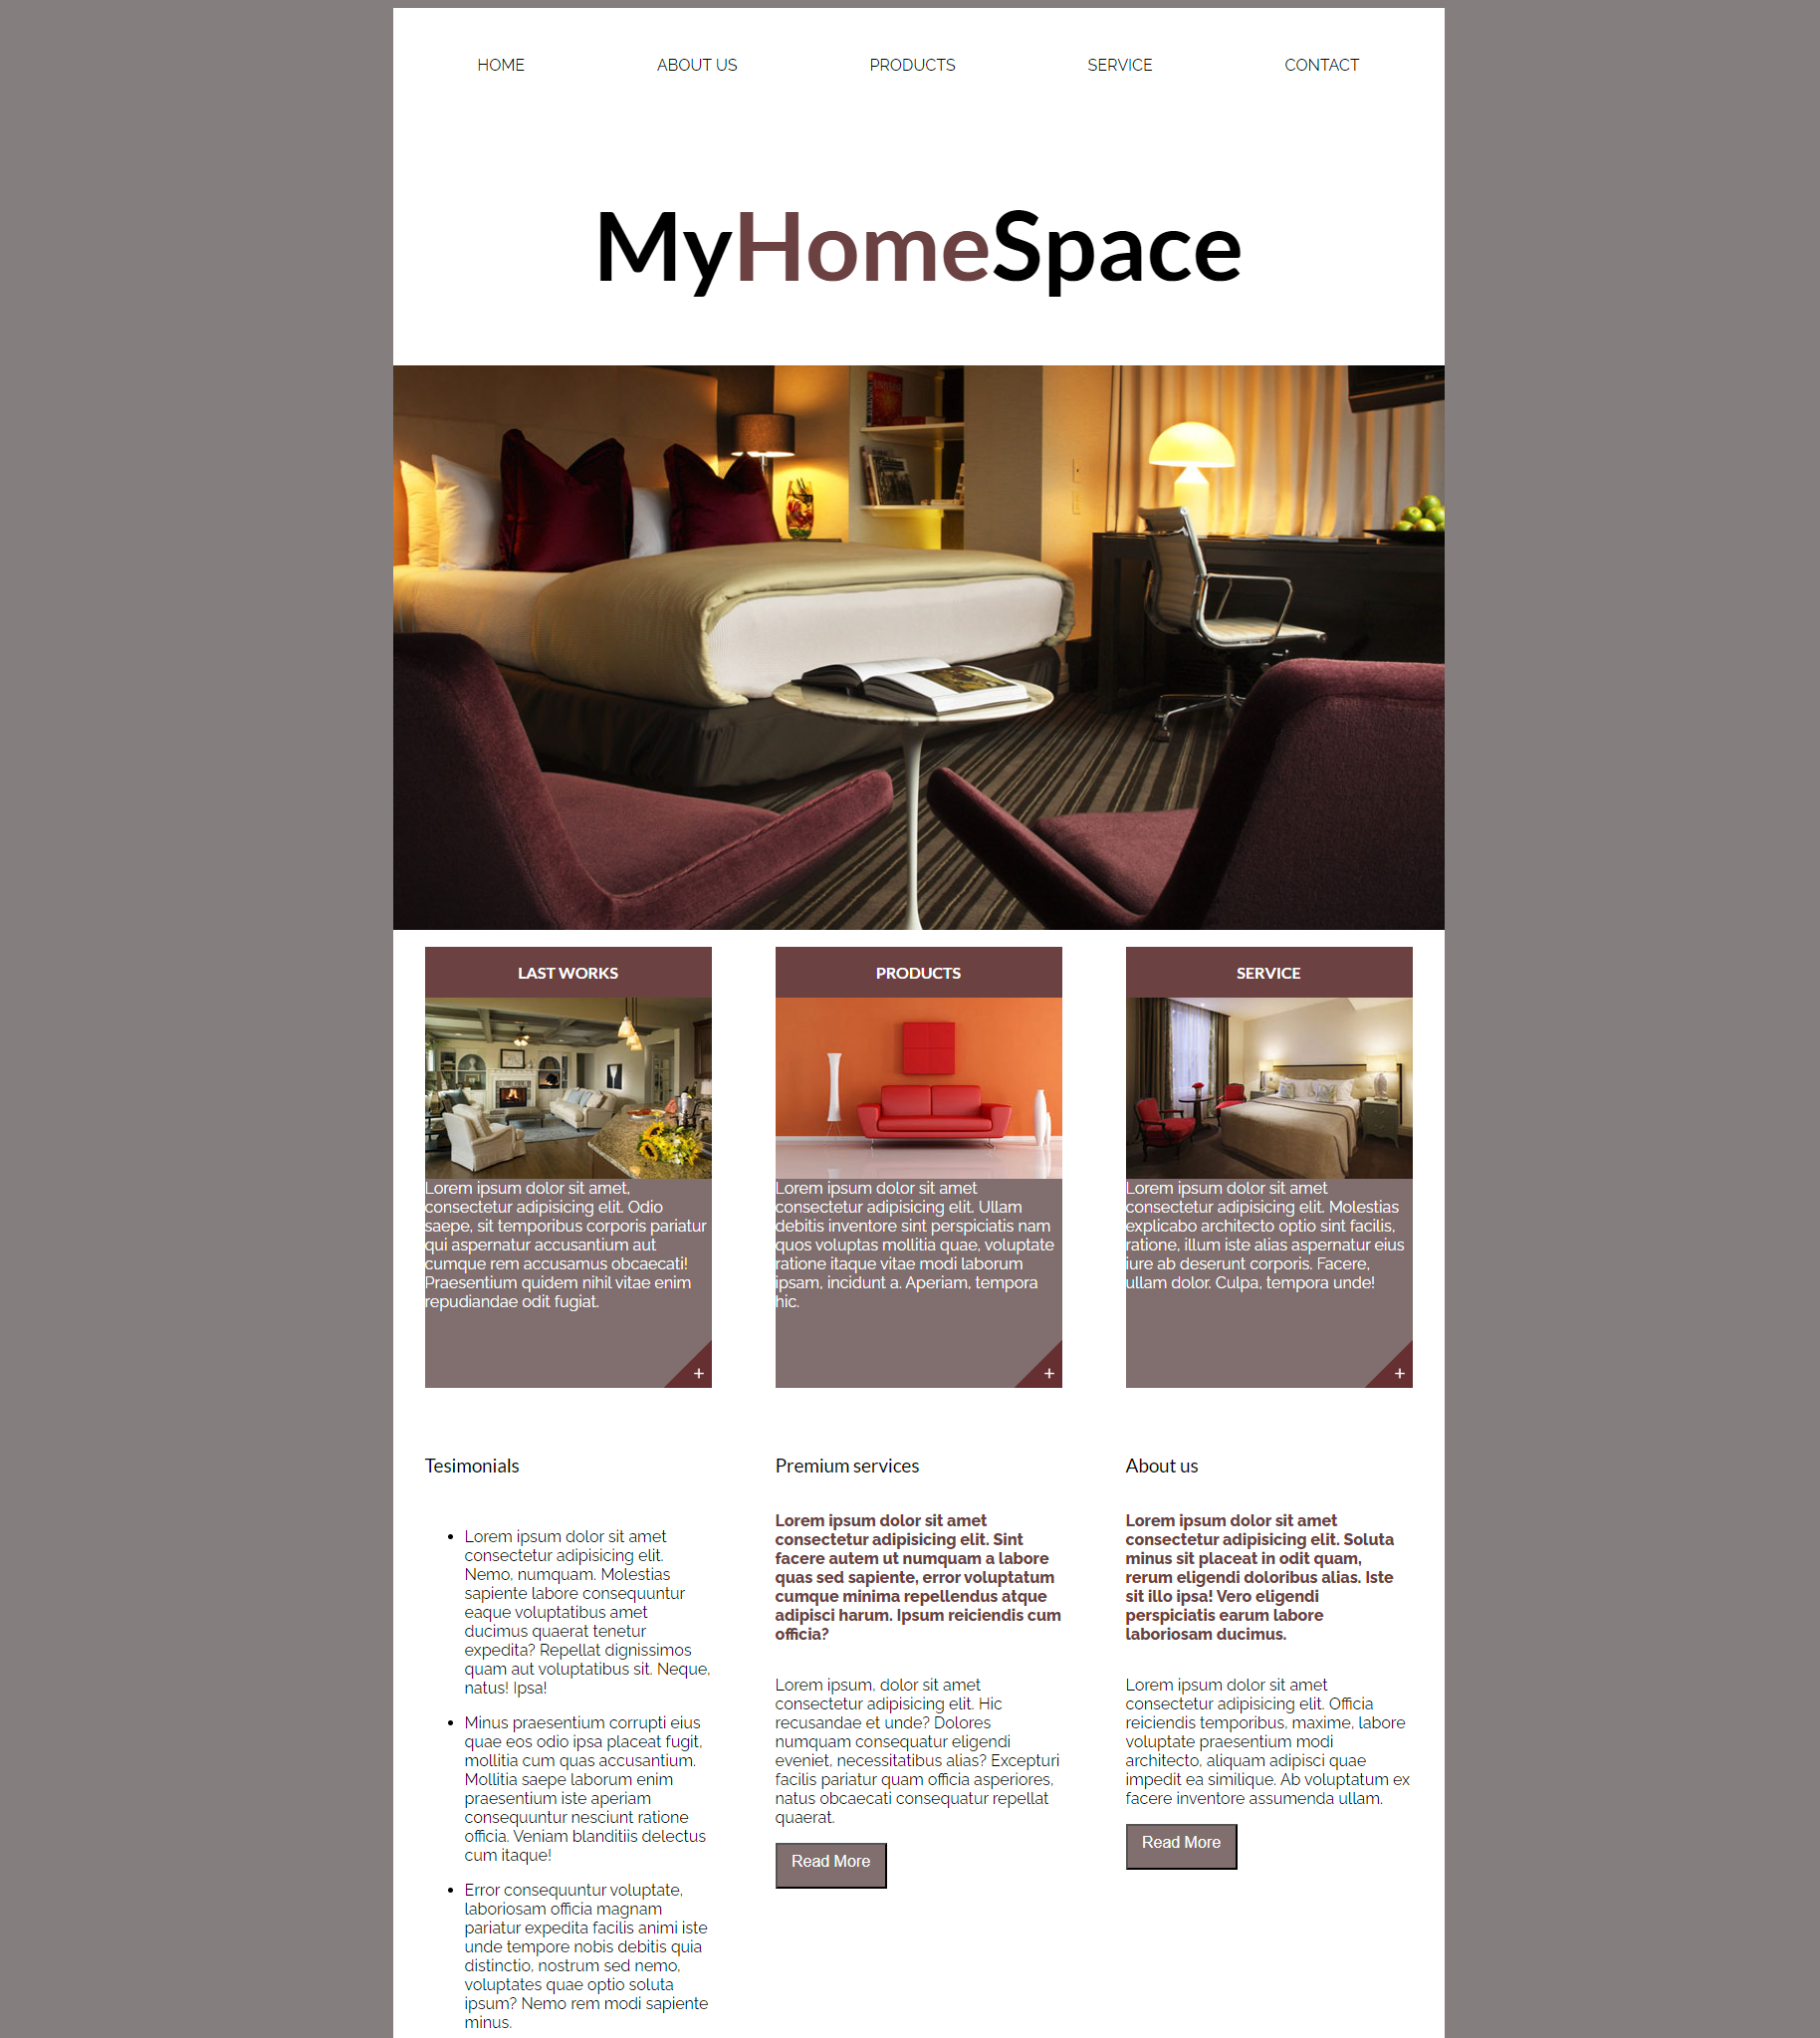 HOME ABOUT US PRODUCTS SERVICE CONTACT
MyHomeSpace
LAST WORKS
Lorem ipsum dolor sit amet,
consectetur adipisicing elit. Odio
saepe, sit temporibus corporis pariatur
qui aspernatur accusantium aut
cumque rem accusamus obcaecati!
Praesentium quidem nihil vitae enim
repudiandae odit fugiat.
+
PRODUCTS
Lorem ipsum dolor sit amet
consectetur adipisicing elit. Ullam
debitis inventore sint perspiciatis nam
quos voluptas mollitia quae, voluptate
ratione itaque vitae modi laborum
ipsam, incidunt a. Aperiam, tempora
hic.
+
SERVICE
Lorem ipsum dolor sit amet
consectetur adipisicing elit. Molestias
explicabo architecto optio sint facilis,
ratione, illum iste alias aspernatur eius
iure ab deserunt corporis. Facere,
ullam dolor. Culpa, tempora unde!
+
Tesimonials
• Lorem ipsum dolor sit amet
consectetur adipisicing elit.
Nemo, numquam. Molestias
sapiente labore consequuntur
eaque voluptatibus amet
ducimus quaerat tenetur
expedita? Repellat dignissimos
quam aut voluptatibus sit. Neque,
natus! Ipsa!
• Minus praesentium corrupti eius
quae eos odio ipsa placeat fugit,
mollitia cum quas accusantium.
Mollitia saepe laborum enim
praesentium iste aperiam
consequuntur nesciunt ratione
officia. Veniam blanditiis delectus
cum itaque!
• Error consequuntur voluptate,
laboriosam officia magnam
pariatur expedita facilis animi iste
unde tempore nobis debitis quia
distinctio, nostrum sed nemo,
voluptates quae optio soluta
ipsum? Nemo rem modi sapiente
minus.
Premium services
Lorem ipsum dolor sit amet
consectetur adipisicing elit. Sint
facere autem ut numquam a labore
quas sed sapiente, error voluptatum
cumque minima repellendus atque
adipisci harum. Ipsum reiciendis cum
officia?
Lorem ipsum, dolor sit amet
consectetur adipisicing elit. Hic
recusandae et unde? Dolores
numquam consequatur eligendi
eveniet, necessitatibus alias? Excepturi
facilis pariatur quam officia asperiores,
natus obcaecati consequatur repellat
quaerat.
Read More
About us
Lorem ipsum dolor sit amet
consectetur adipisicing elit. Soluta
minus sit placeat in odit quam,
rerum eligendi doloribus alias. Iste
sit illo ipsa! Vero eligendi
perspiciatis earum labore
laboriosam ducimus.
Lorem ipsum dolor sit amet
consectetur adipisicing elit. Officia
reiciendis temporibus, maxime, labore
voluptate praesentium modi
architecto, aliquam adipisci quae
impedit ea similique. Ab voluptatum ex
facere inventore assumenda ullam.
Read More